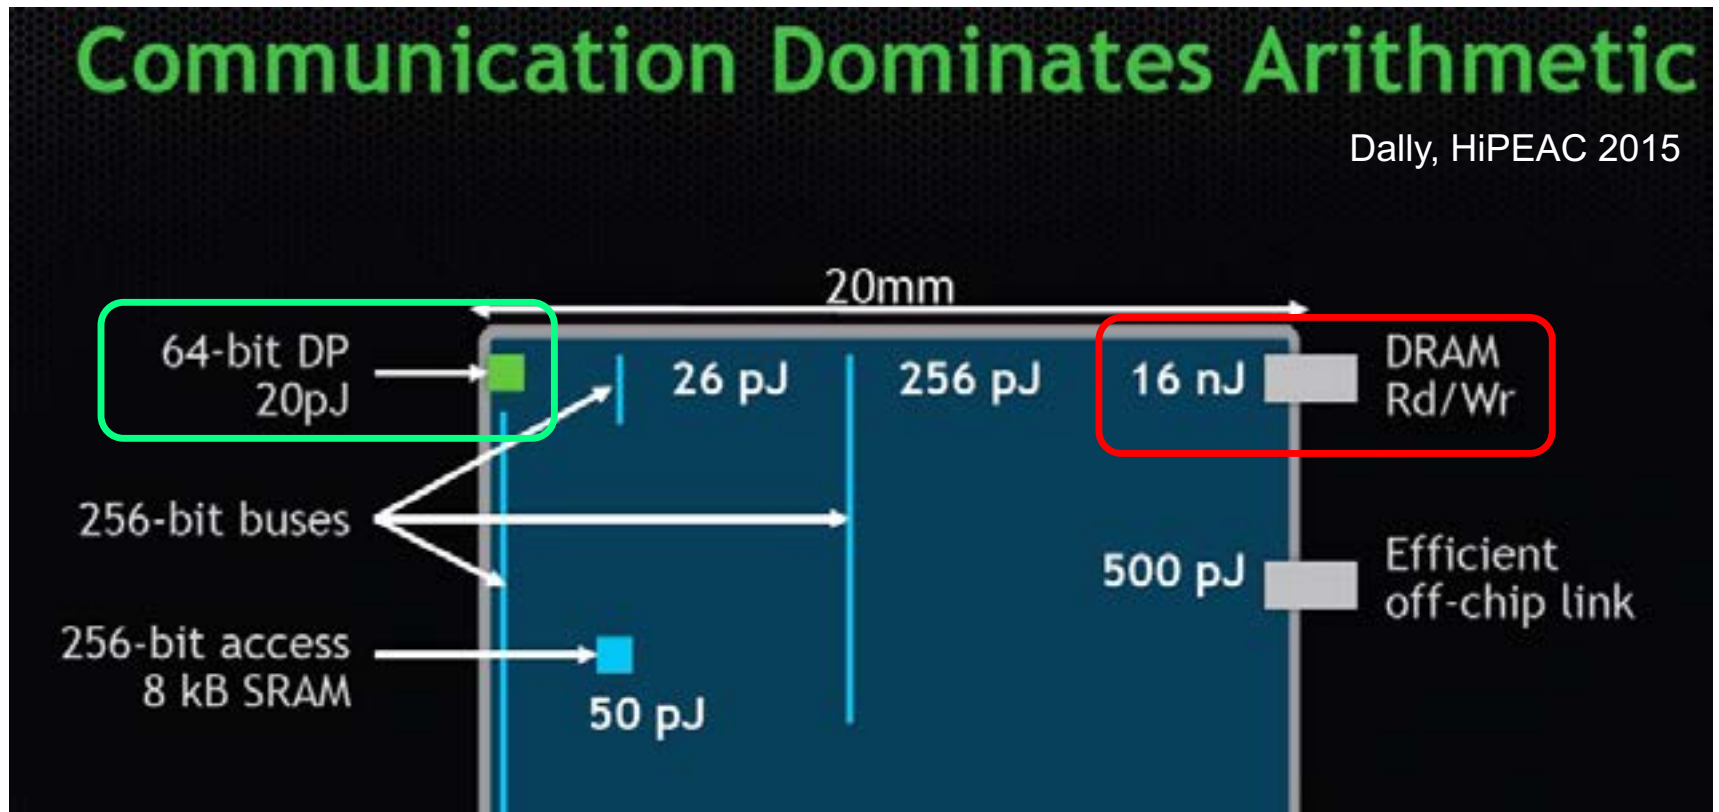 Communication Dominates Arithmetic
Dally, HiPEAC 2015
20mm
64-bit DP
20pJ
26 pJ
256 pJ
16 nJ
DRAM
Rd/Wr
256-bit buses
500 pJ
Efficient
off-chip link
256-bit access
8 kB SRAM
50 pJ